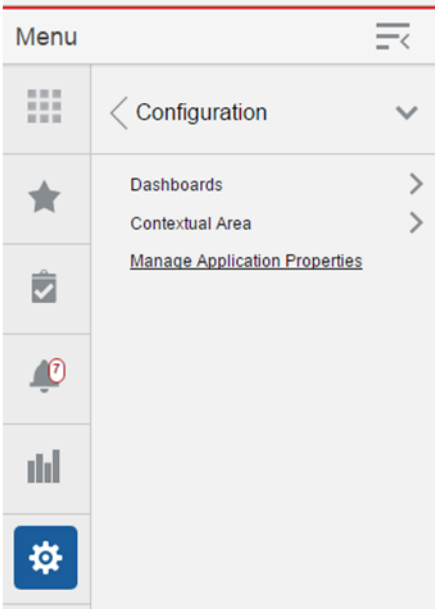 Menu
Configuration
Dashboards
Contextual Area
Manage Application Properties
7